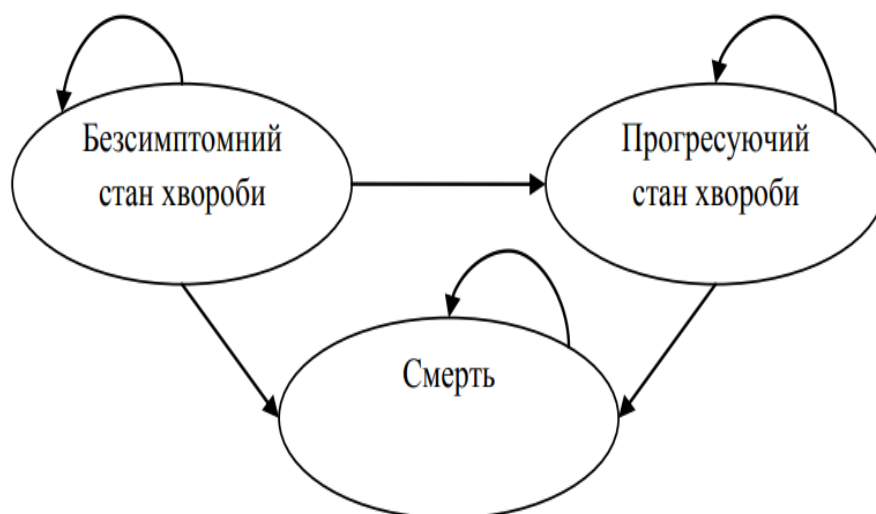 Безсимптомний
стан хвороби
Прогресуючий
стан хвороби
Смерть